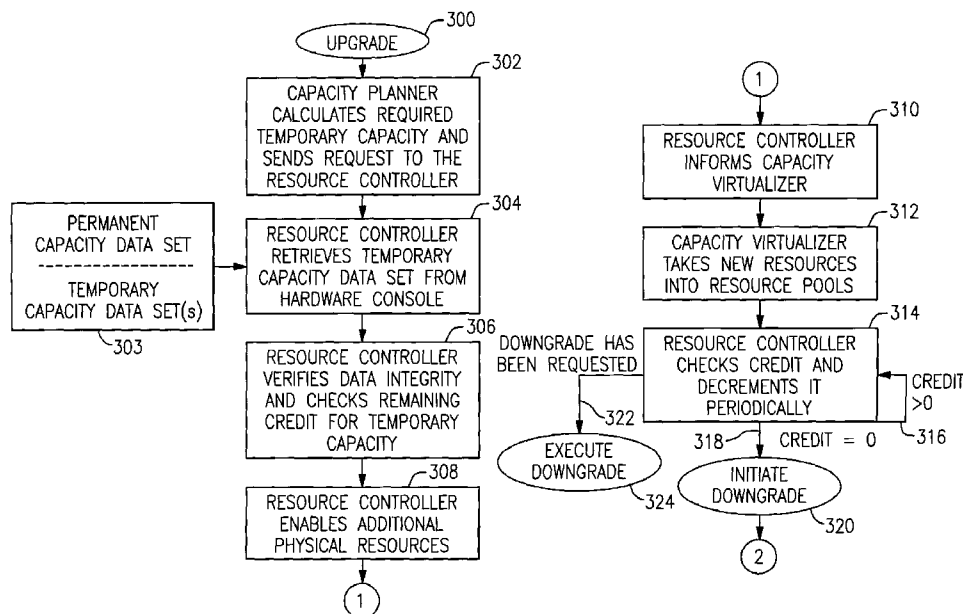 300
UPGRADE
302
CAPACITY PLANNER
CALCULATES REQUIRED
TEMPORARY CAPACITY AND
SENDS REQUEST TO THE
RESOURCE CONTROLLER
304
PERMANENT
CAPACITY DATA SET
TEMPORARY
CAPACITY DATA SET(s)
303
RESOURCE CONTROLLER
RETRIEVES TEMPORARY
CAPACITY DATA SET FROM
HARDWARE CONSOLE
306
RESOURCE CONTROLLER
VERIFIES DATA INTEGRITY
AND CHECKS REMAINING
CREDIT FOR TEMPORARY
CAPACITY
308
RESOURCE CONTROLLER
ENABLES ADDITIONAL
PHYSICAL RESOURCES
1
1
310
RESOURCE CONTROLLER
INFORMS CAPACITY
VIRTUALIZER
312
CAPACITY VIRTUALIZER
TAKES NEW RESOURCES
INTO RESOURCE POOLS
314
DOWNGRADE HAS
BEEN REQUESTED
RESOURCE CONTROLLER
CHECKS CREDIT AND
DECREMENTS IT
PERIODICALLY
CREDIT
>0
316
322
318
CREDIT = 0
EXECUTE
DOWNGRADE
324
INITIATE
DOWNGRADE
320
2